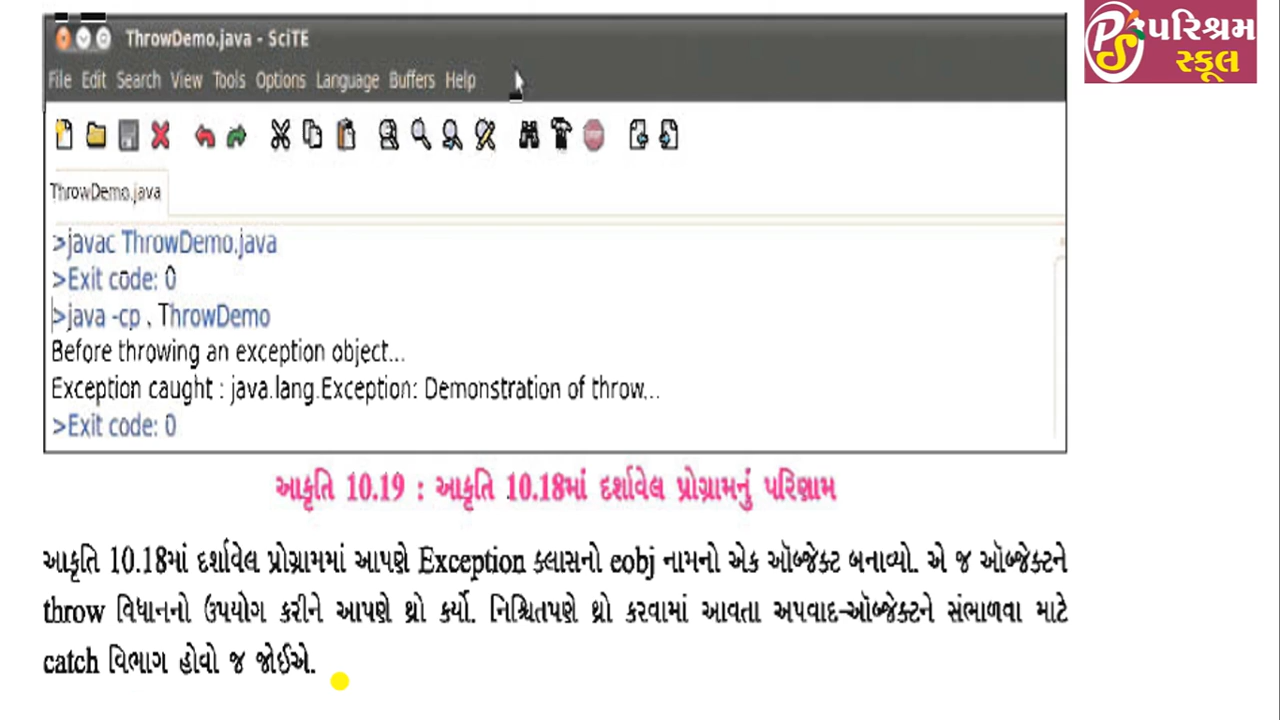 ThrowDemo.java - SciTE
File Edit Search View Tools Options Language Buffers Help
ThrowDemo.java
>javac ThrowDemo.java
>Exit code: 0
>java -cp . ThrowDemo
Before throwing an exception object...
Exception caught : java.lang.Exception: Demonstration of throw...
>Exit code: 0
આકૃતિ 10.19 : આકૃતિ 10.18માં દર્શાવેલ પ્રોગ્રામનું પરિણામ
આકૃતિ 10.18માં દર્શાવેલ પ્રોગ્રામમાં આપણે Exception ક્લાસનો eobj નામનો એક ઑબ્જેક્ટ બનાવ્યો. એ જ ઑબ્જેક્ટને
throw વિધાનનો ઉપયોગ કરીને આપણે થ્રો કર્યો. નિશ્ચિતપણે થ્રો કરવામાં આવતા અપવાદ-ઑબ્જેક્ટને સંભાળવા માટે
catch વિભાગ હોવો જ જોઈએ.
PS પરિશ્રમ
સ્કૂલ